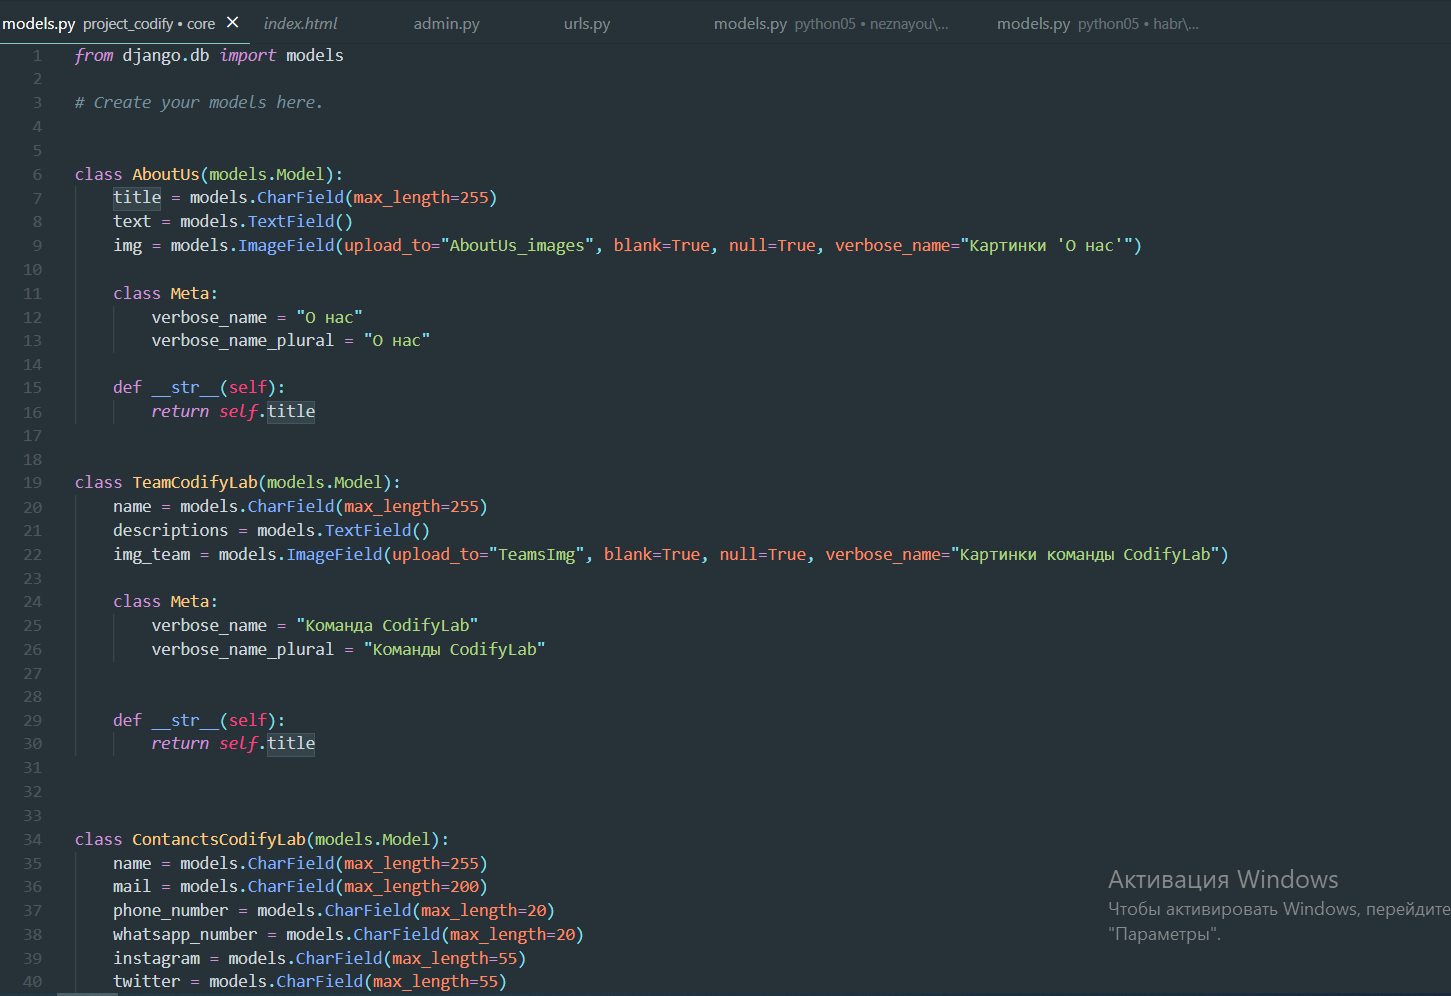 models.py project_codify • core × index.html admin.py urls.py models.py python05 • neznayou\... models.py python05 • habr\...
1 from django.db import models
2
3 # Create your models here.
4
5
6 class AboutUs(models.Model):
7 title = models.CharField(max_length=255)
8 text = models.TextField()
9 img = models.ImageField(upload_to="AboutUs_images", blank=True, null=True, verbose_name="Картинки 'О нас'")
10
11 class Meta:
12 verbose_name = "О нас"
13 verbose_name_plural = "О нас"
14
15 def __str__(self):
16 return self.title
17
18
19 class TeamCodifyLab(models.Model):
20 name = models.CharField(max_length=255)
21 descriptions = models.TextField()
22 img_team = models.ImageField(upload_to="TeamsImg", blank=True, null=True, verbose_name="Картинки команды CodifyLab")
23
24 class Meta:
25 verbose_name = "Команда CodifyLab"
26 verbose_name_plural = "Команды CodifyLab"
27
28
29 def __str__(self):
30 return self.title
31
32
33
34 class ContanctsCodifyLab(models.Model):
35 name = models.CharField(max_length=255)
36 mail = models.CharField(max_length=200)
37 phone_number = models.CharField(max_length=20)
38 whatsapp_number = models.CharField(max_length=20)
39 instagram = models.CharField(max_length=55)
40 twitter = models.CharField(max_length=55)
Активация Windows
Чтобы активировать Windows, перейдите
"Параметры".